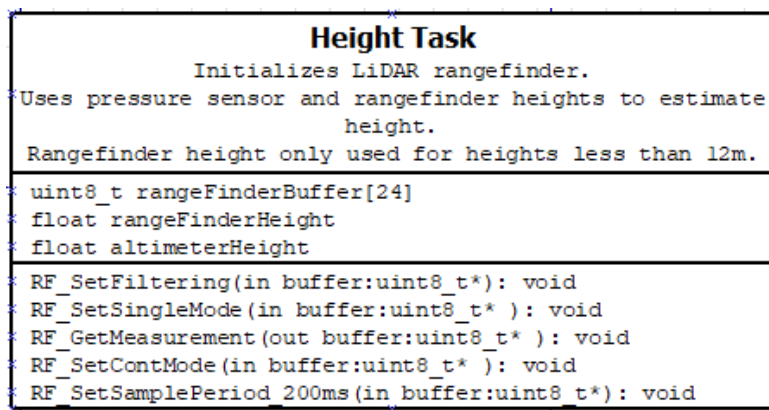 Height Task
Initializes LiDAR rangefinder.
Uses pressure sensor and rangefinder heights to estimate
height.
Rangefinder height only used for heights less than 12m.
uint8_t rangeFinderBuffer[24]
float rangeFinderHeight
float altimeterHeight
RF_SetFiltering(in buffer:uint8_t*): void
RF_SetSingleMode(in buffer:uint8_t* ): void
RF_GetMeasurement(out buffer:uint8_t* ): void
RF_SetContMode(in buffer:uint8_t* ): void
RF_SetSamplePeriod_200ms(in buffer:uint8_t*): void